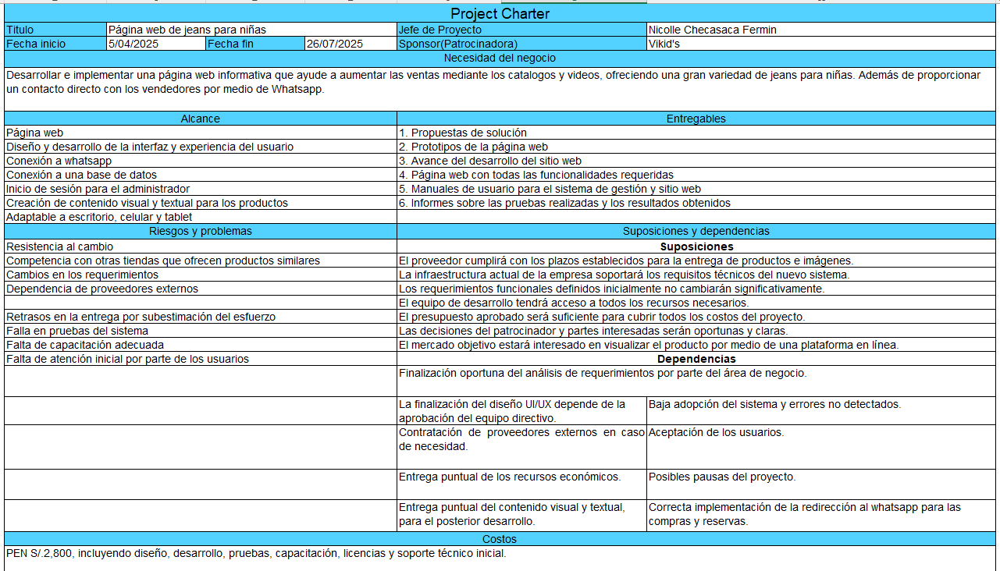 Project Charter
Titulo Página web de jeans para niñas Jefe de Proyecto Nicolle Checasaca Fermin
Fecha inicio 5/04/2025 Fecha fin 26/07/2025 Sponsor(Patrocinadora) Vikid's
Necesidad del negocio
Desarrollar e implementar una página web informativa que ayude a aumentar las ventas mediante los catalogos y videos, ofreciendo una gran variedad de jeans para niñas. Además de proporcionar
un contacto directo con los vendedores por medio de Whatsapp.
Alcance Entregables
Página web 1. Propuestas de solución
Diseño y desarrollo de la interfaz y experiencia del usuario 2. Prototipos de la página web
Conexión a whatsapp 3. Avance del desarrollo del sitio web
Conexión a una base de datos 4. Página web con todas las funcionalidades requeridas
Inicio de sesión para el administrador 5. Manuales de usuario para el sistema de gestión y sitio web
Creación de contenido visual y textual para los productos 6. Informes sobre las pruebas realizadas y los resultados obtenidos
Adaptable a escritorio, celular y tablet
Riesgos y problemas Suposiciones y dependencias
Resistencia al cambio Suposiciones
Competencia con otras tiendas que ofrecen productos similares El proveedor cumplirá con los plazos establecidos para la entrega de productos e imágenes.
Cambios en los requerimientos La infraestructura actual de la empresa soportará los requisitos técnicos del nuevo sistema.
Dependencia de proveedores externos Los requerimientos funcionales definidos inicialmente no cambiarán significativamente.
El equipo de desarrollo tendrá acceso a todos los recursos necesarios.
Retrasos en la entrega por subestimación del esfuerzo El presupuesto aprobado será suficiente para cubrir todos los costos del proyecto.
Falla en pruebas del sistema Las decisiones del patrocinador y partes interesadas serán oportunas y claras.
Falta de capacitación adecuada El mercado objetivo estará interesado en visualizar el producto por medio de una plataforma en línea.
Falta de atención inicial por parte de los usuarios Dependencias
Finalización oportuna del análisis de requerimientos por parte del área de negocio.
La finalización del diseño UI/UX depende de la Baja adopción del sistema y errores no detectados.
aprobación del equipo directivo.
Contratación de proveedores externos en caso Aceptación de los usuarios.
de necesidad.
Entrega puntual de los recursos económicos. Posibles pausas del proyecto.
Entrega puntual del contenido visual y textual, Correcta implementación de la redirección al whatsapp para las
para el posterior desarrollo. compras y reservas.
Costos
PEN S/.2,800, incluyendo diseño, desarrollo, pruebas, capacitación, licencias y soporte técnico inicial.